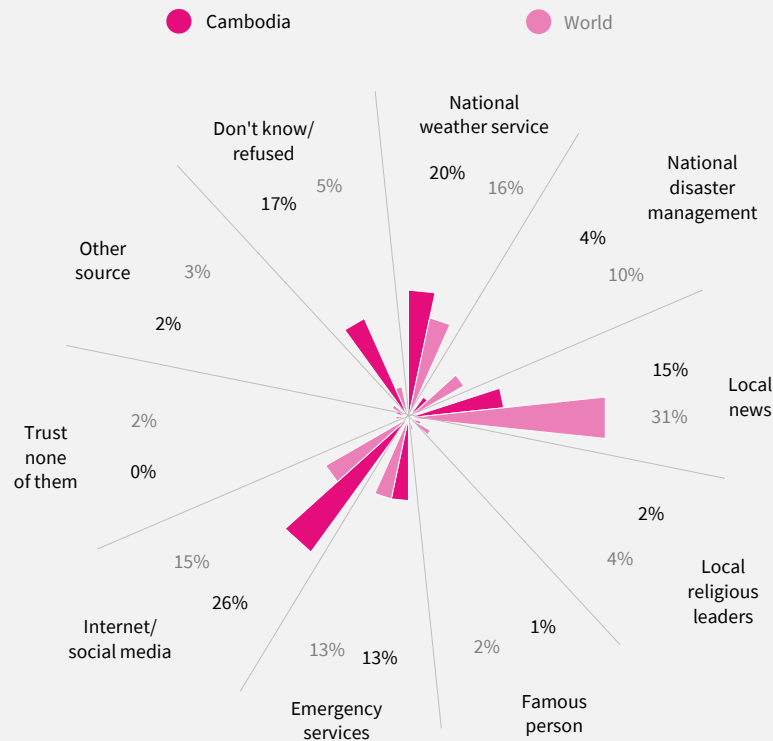 Cambodia
World
National
weather service
20%
16%
National
disaster
management
4%
10%
Local
news
15%
31%
Local
religious
leaders
2%
4%
Famous
person
1%
2%
Emergency
services
13%
13%
Internet/
social media
26%
15%
Trust
none
of them
0%
2%
Other
source
2%
3%
Don't know/
refused
17%
5%